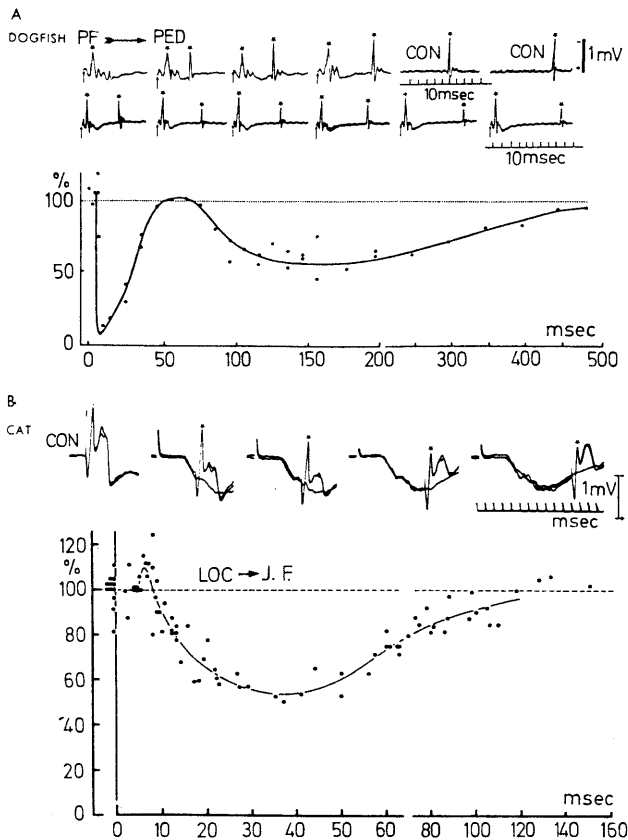 A
DOGFISH PF → PED
CON CON 1mV
10msec
10msec
%
100
50
0
msec
0 50 100 150 200 300 400 500
B
CAT CON
1mV
msec
120
%
100
80
60
40
20
0
LOC → J. F.
msec
0 10 20 30 40 50 60 80 100 120 140 160